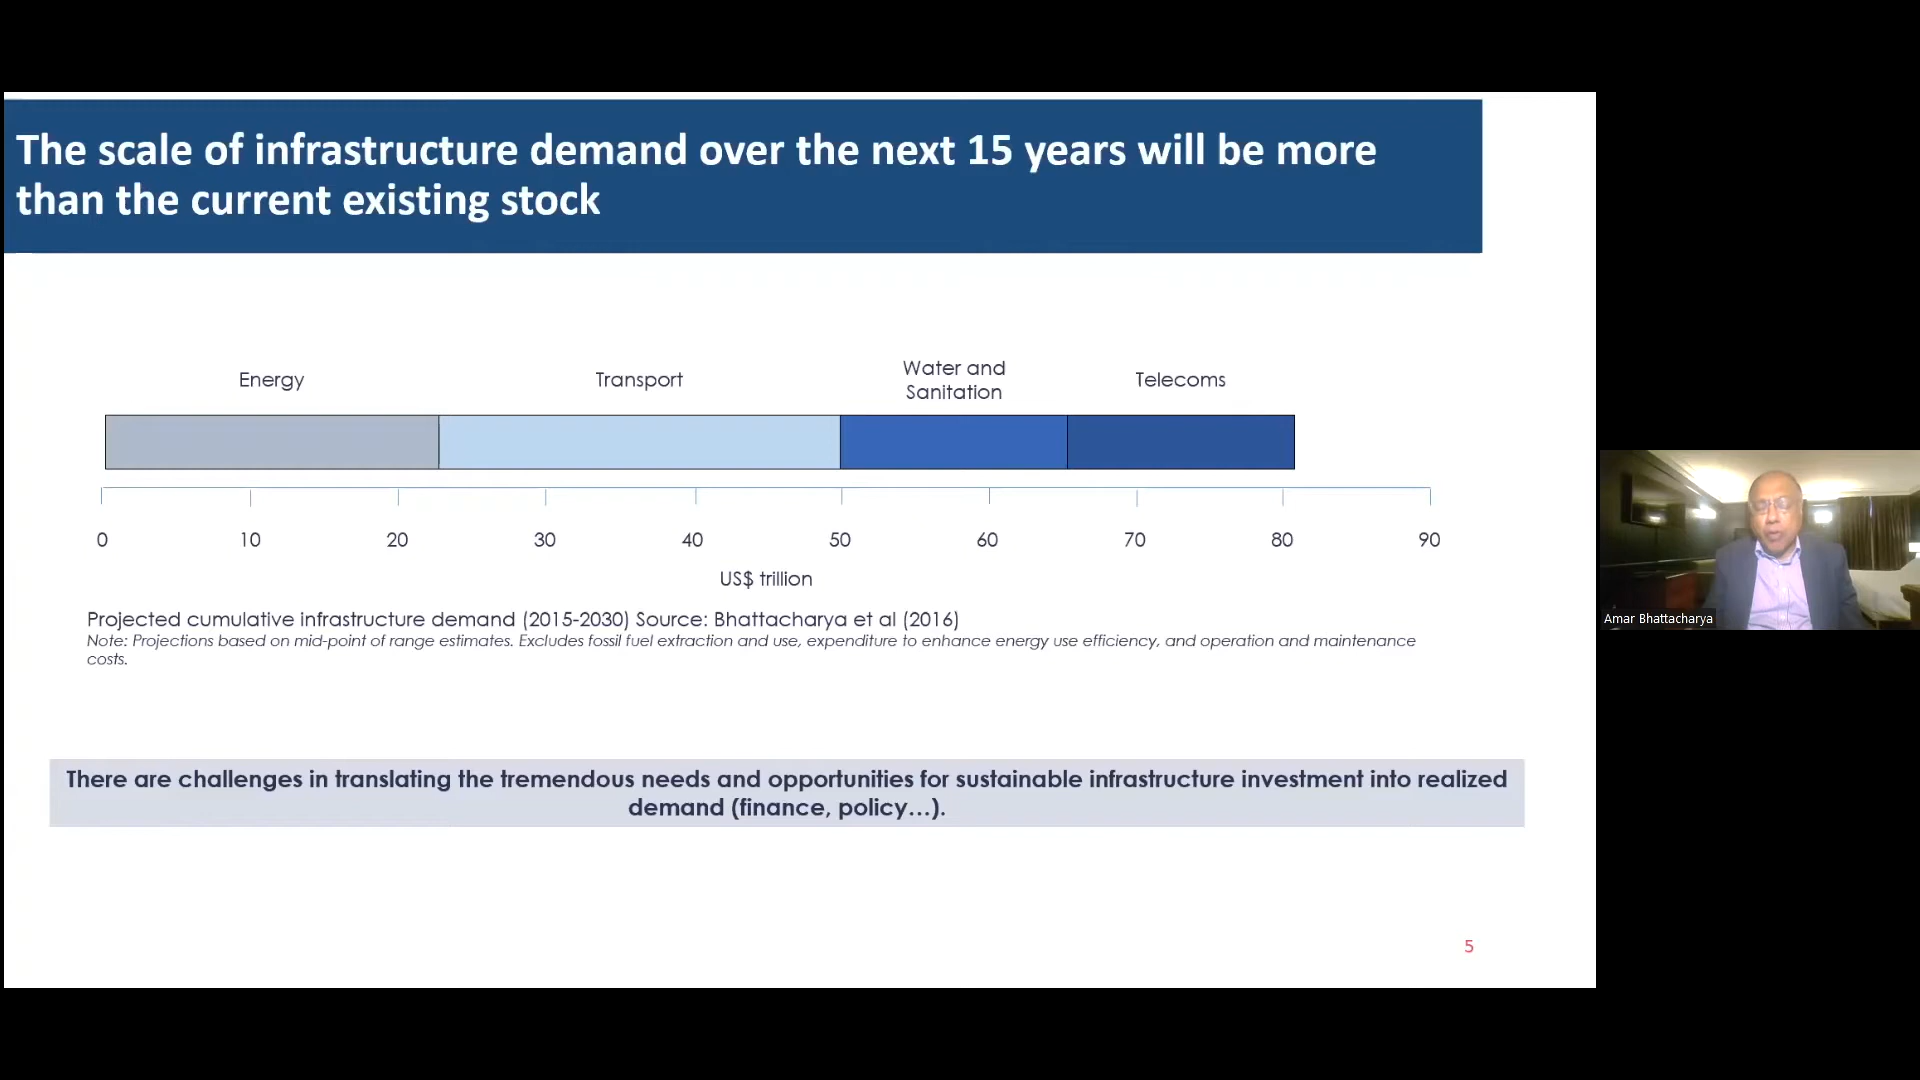 The scale of infrastructure demand over the next 15 years will be more
than the current existing stock
Energy
Transport
Water and
Sanitation
Telecoms
0 10 20 30 40 50 60 70 80 90
US$ trillion
Projected cumulative infrastructure demand (2015-2030) Source: Bhattacharya et al (2016)
Note: Projections based on mid-point of range estimates. Excludes fossil fuel extraction and use, expenditure to enhance energy use efficiency, and operation and maintenance
costs.
There are challenges in translating the tremendous needs and opportunities for sustainable infrastructure investment into realized
demand (finance, policy…).
5
Amar Bhattacharya